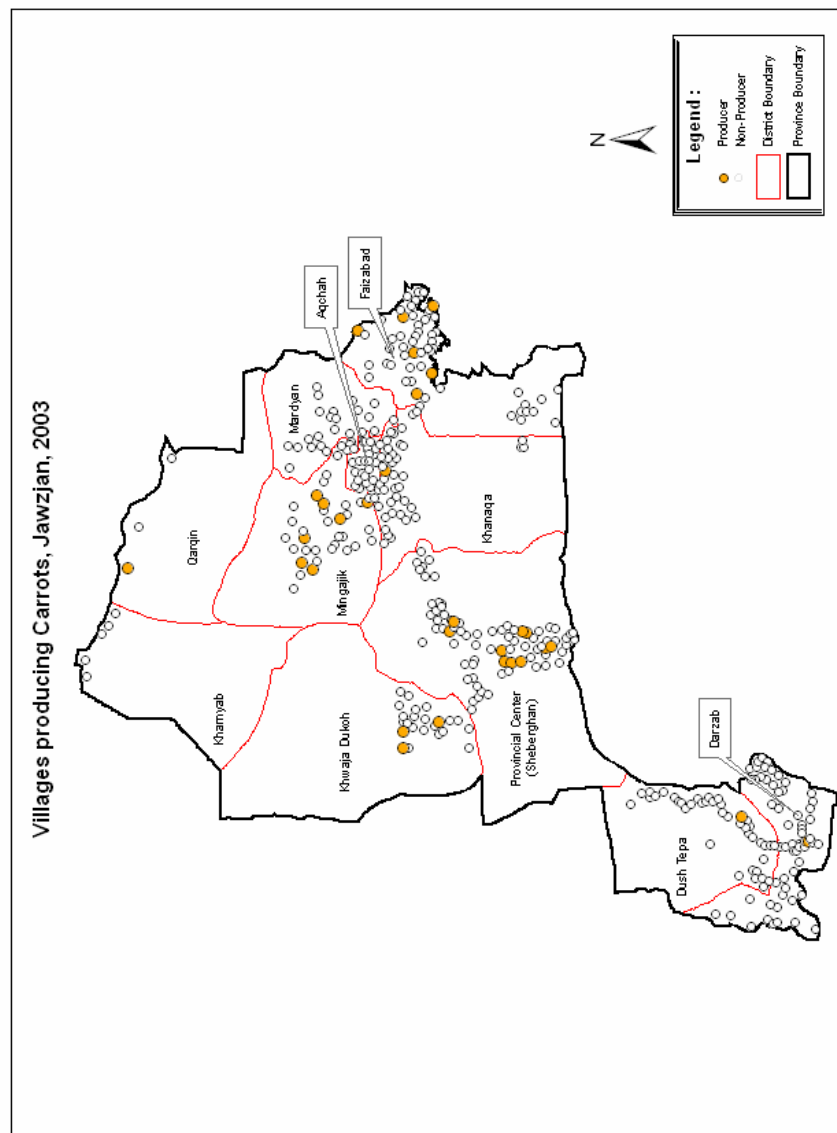 Villages producing Carrots, Jawzjan, 2003
N
Legend :
Producer
Non-Producer
District Boundary
Province Boundary
Aqchah
Faizabad
Mardyan
Qarqin
Mingajik
Khanaqa
Khamyab
Khwaja Dukoh
Provincial Center
(Sheberghan)
Darzab
Dush Tepa